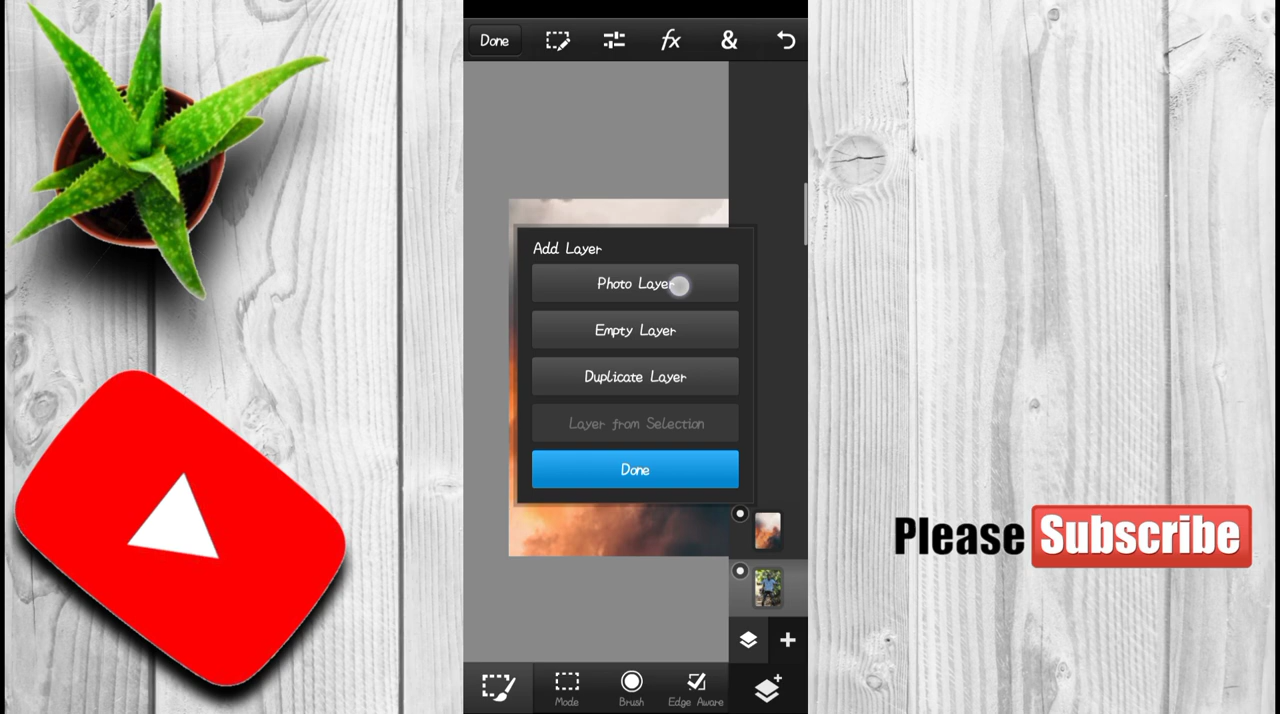 Done
fx
&
Add Layer
Photo Layer
Empty Layer
Duplicate Layer
Layer from Selection
Done
Please Subscribe
Mode
Brush
Edge Aware